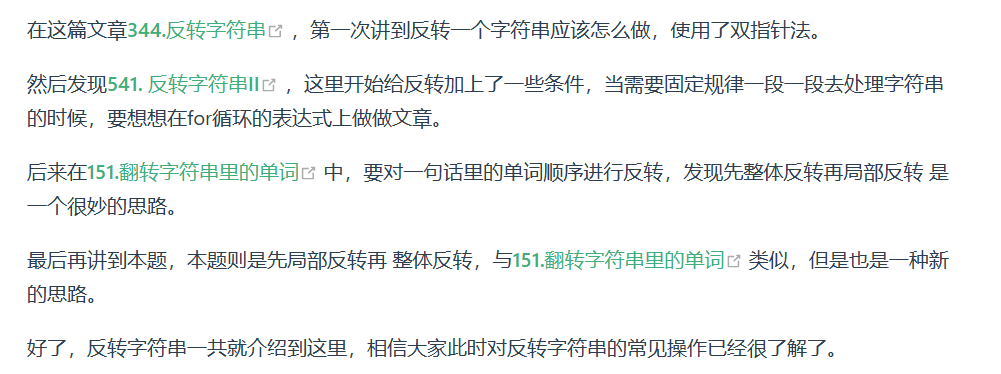 在这篇文章344.反转字符串 ，第一次讲到反转一个字符串应该怎么做，使用了双指针法。
然后发现541. 反转字符串II ，这里开始给反转加上了一些条件，当需要固定规律一段一段去处理字符串
的时候，要想想在for循环的表达式上做做文章。
后来在151.翻转字符串里的单词 中，要对一句话里的单词顺序进行反转，发现先整体反转再局部反转 是
一个很妙的思路。
最后再讲到本题，本题则是先局部反转再 整体反转，与151.翻转字符串里的单词 类似，但是也是一种新
的思路。
好了，反转字符串一共就介绍到这里，相信大家此时对反转字符串的常见操作已经很了解了。